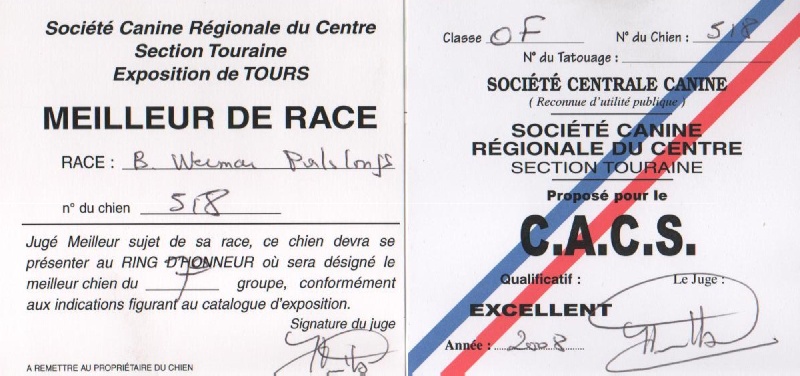 Société Canine Régionale du Centre
Section Touraine
Exposition de TOURS
MEILLEUR DE RACE
RACE : B. Weimar Poils longs
n° du chien 518
Jugé Meilleur sujet de sa race, ce chien devra se
présenter au RING D'HONNEUR où sera désigné le
meilleur chien du 7 groupe, conformément
aux indications figurant au catalogue d'exposition.
Signature du juge
A REMETTRE AU PROPRIÉTAIRE DU CHIEN
Classe OF N° du Chien : 518
N° du Tatouage :
SOCIÉTÉ CENTRALE CANINE
( Reconnue d'utilité publique )
SOCIÉTÉ CANINE
RÉGIONALE DU CENTRE
SECTION TOURAINE
Proposé pour le
C.A.C.S.
Qualificatif : Le Juge :
EXCELLENT
Année : 2008